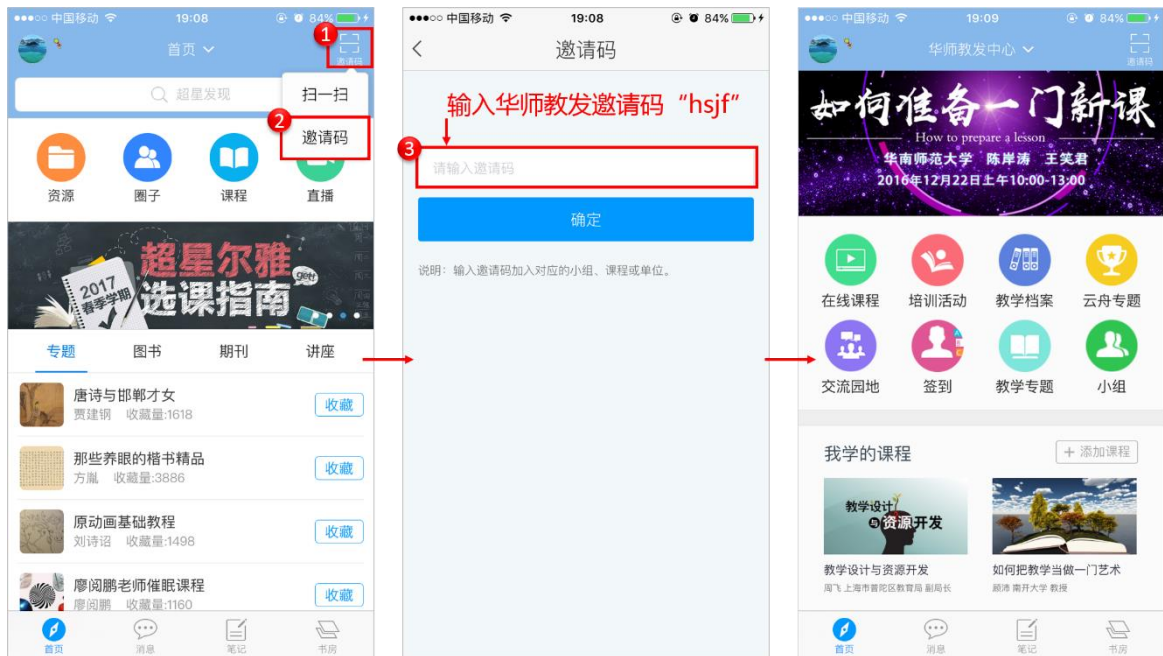 中国移动 19:08 84%
首页
邀请码
1
超星发现
扫一扫
2
邀请码
资源 圈子 课程 直播
超星尔雅
get√
2017
春季学期
选课指南
专题 图书 期刊 讲座
唐诗与邯郸才女
贾建钢 收藏量:1618
收藏
那些养眼的楷书精品
方胤 收藏量:3886
收藏
原动画基础教程
刘诗诏 收藏量:1498
收藏
廖阅鹏老师催眠课程
廖阅鹏 收藏量:1160
收藏
首页 消息 笔记 书房
中国移动 19:08 84%
邀请码
输入华师教发邀请码“hsjf”
3
请输入邀请码
确定
说明：输入邀请码加入对应的小组、课程或单位。
中国移动 19:09 84%
华师教发中心
邀请码
如何准备一门新课
How to prepare a lesson
华南师范大学 陈岸涛 王笑君
2016年12月22日上午10:00-13:00
在线课程 培训活动 教学档案 云舟专题
交流园地 签到 教学专题 小组
我学的课程
+ 添加课程
教学设计
与资源开发
教学设计与资源开发
周飞 上海市普陀区教育局 副局长
如何把教学当做一门艺术
顾沛 南开大学 教授
首页 消息 笔记 书房